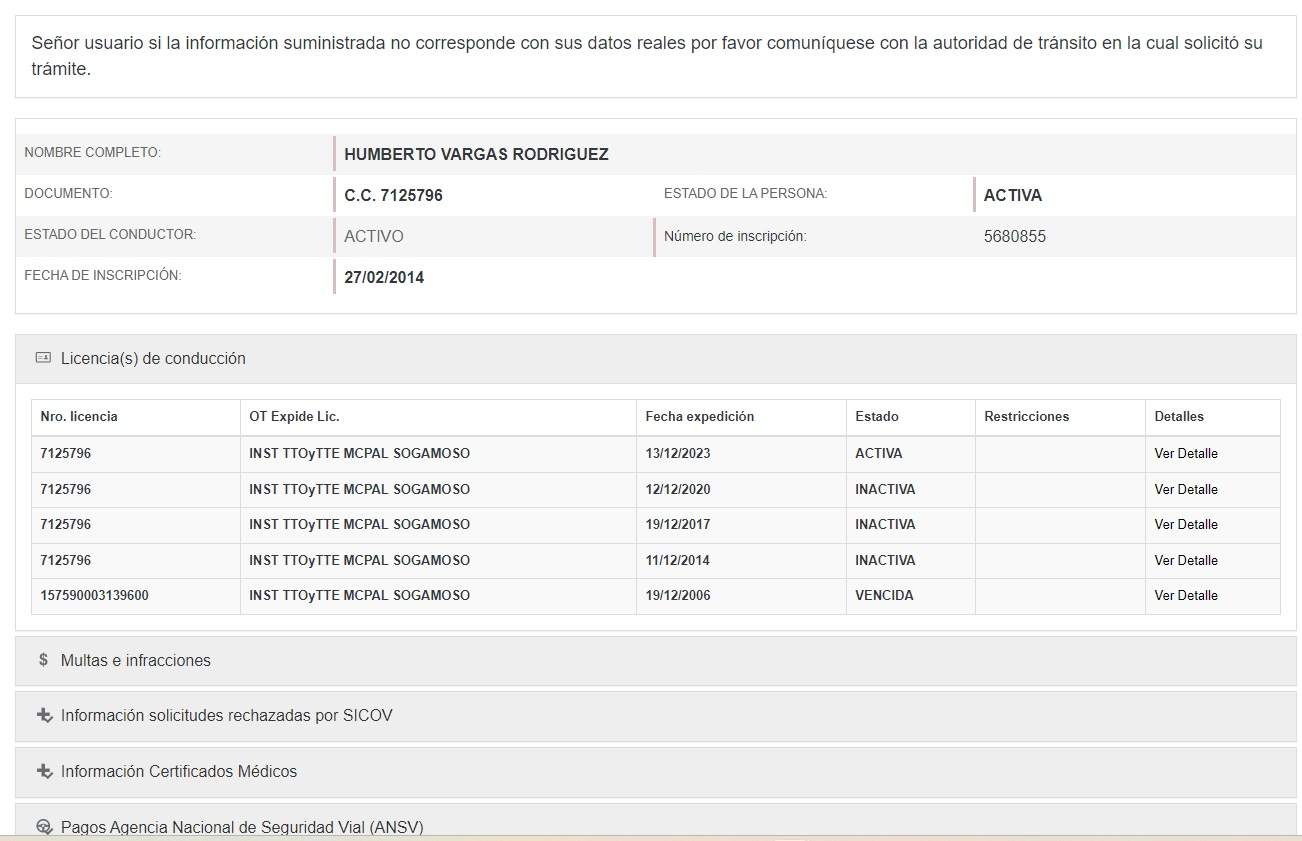 Señor usuario si la información suministrada no corresponde con sus datos reales por favor comuníquese con la autoridad de tránsito en la cual solicitó su
trámite.
NOMBRE COMPLETO: HUMBERTO VARGAS RODRIGUEZ
DOCUMENTO: C.C. 7125796 ESTADO DE LA PERSONA: ACTIVA
ESTADO DEL CONDUCTOR: ACTIVO Número de inscripción: 5680855
FECHA DE INSCRIPCIÓN: 27/02/2014
Licencia(s) de conducción
Nro. licencia OT Expide Lic. Fecha expedición Estado Restricciones Detalles
7125796 INST TTOyTTE MCPAL SOGAMOSO 13/12/2023 ACTIVA Ver Detalle
7125796 INST TTOyTTE MCPAL SOGAMOSO 12/12/2020 INACTIVA Ver Detalle
7125796 INST TTOyTTE MCPAL SOGAMOSO 19/12/2017 INACTIVA Ver Detalle
7125796 INST TTOyTTE MCPAL SOGAMOSO 11/12/2014 INACTIVA Ver Detalle
157590003139600 INST TTOyTTE MCPAL SOGAMOSO 19/12/2006 VENCIDA Ver Detalle
$ Multas e infracciones
Información solicitudes rechazadas por SICOV
Información Certificados Médicos
Pagos Agencia Nacional de Seguridad Vial (ANSV)